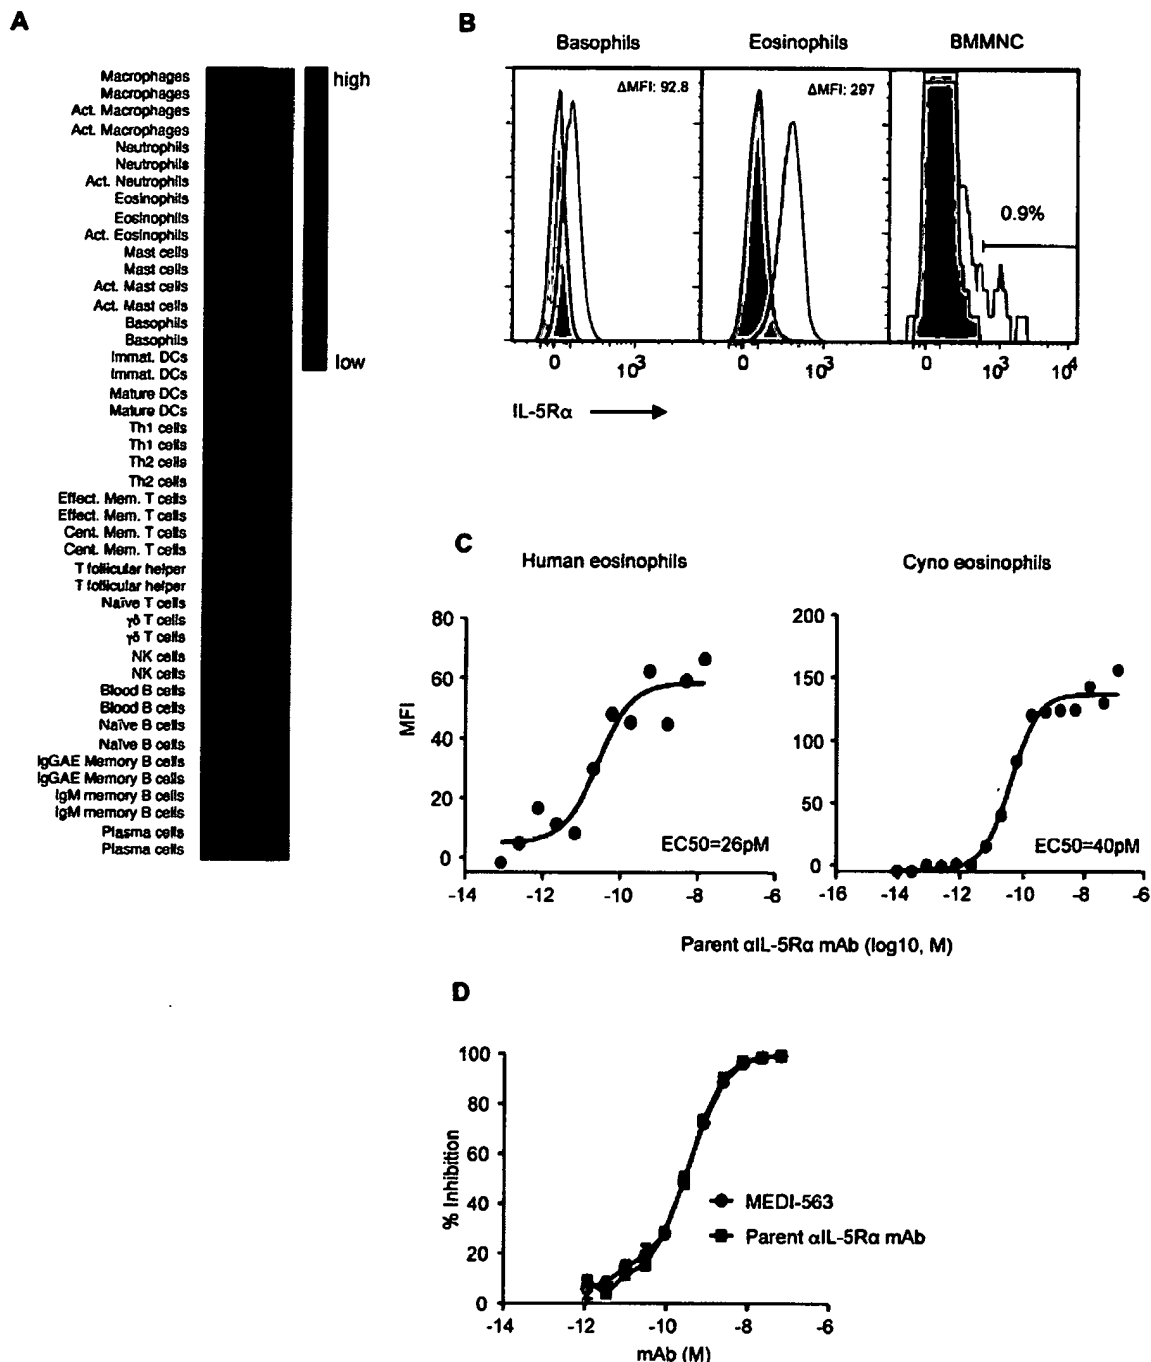 A
Macrophages
Macrophages
Act. Macrophages
Act. Macrophages
Neutrophils
Neutrophils
Act. Neutrophils
Eosinophils
Eosinophils
Act. Eosinophils
Mast cells
Mast cells
Act. Mast cells
Act. Mast cells
Basophils
Basophils
Immat. DCs
Immat. DCs
Mature DCs
Mature DCs
Th1 cells
Th1 cells
Th2 cells
Th2 cells
Effect. Mem. T cells
Effect. Mem. T cells
Cent. Mem. T cells
Cent. Mem. T cells
T follicular helper
T follicular helper
Naïve T cells
γδ T cells
γδ T cells
NK cells
NK cells
Blood B cells
Blood B cells
Naïve B cells
Naïve B cells
IgGAE Memory B cells
IgGAE Memory B cells
IgM memory B cells
IgM memory B cells
Plasma cells
Plasma cells
high
low
B
Basophils
Eosinophils
BMMNC
ΔMFI: 92.8
ΔMFI: 297
0.9%
0 10³
0 10³
0 10³ 10⁴
IL-5Rα
C
Human eosinophils
MFI
80
60
40
20
0
EC50=26pM
-14 -12 -10 -8 -6
Cyno eosinophils
200
150
100
50
0
EC50=40pM
-16 -14 -12 -10 -8 -6
Parent αIL-5Rα mAb (log10, M)
D
% Inhibition
100
80
60
40
20
0
MEDI-563
Parent αIL-5Rα mAb
-14 -12 -10 -8 -6
mAb (M)